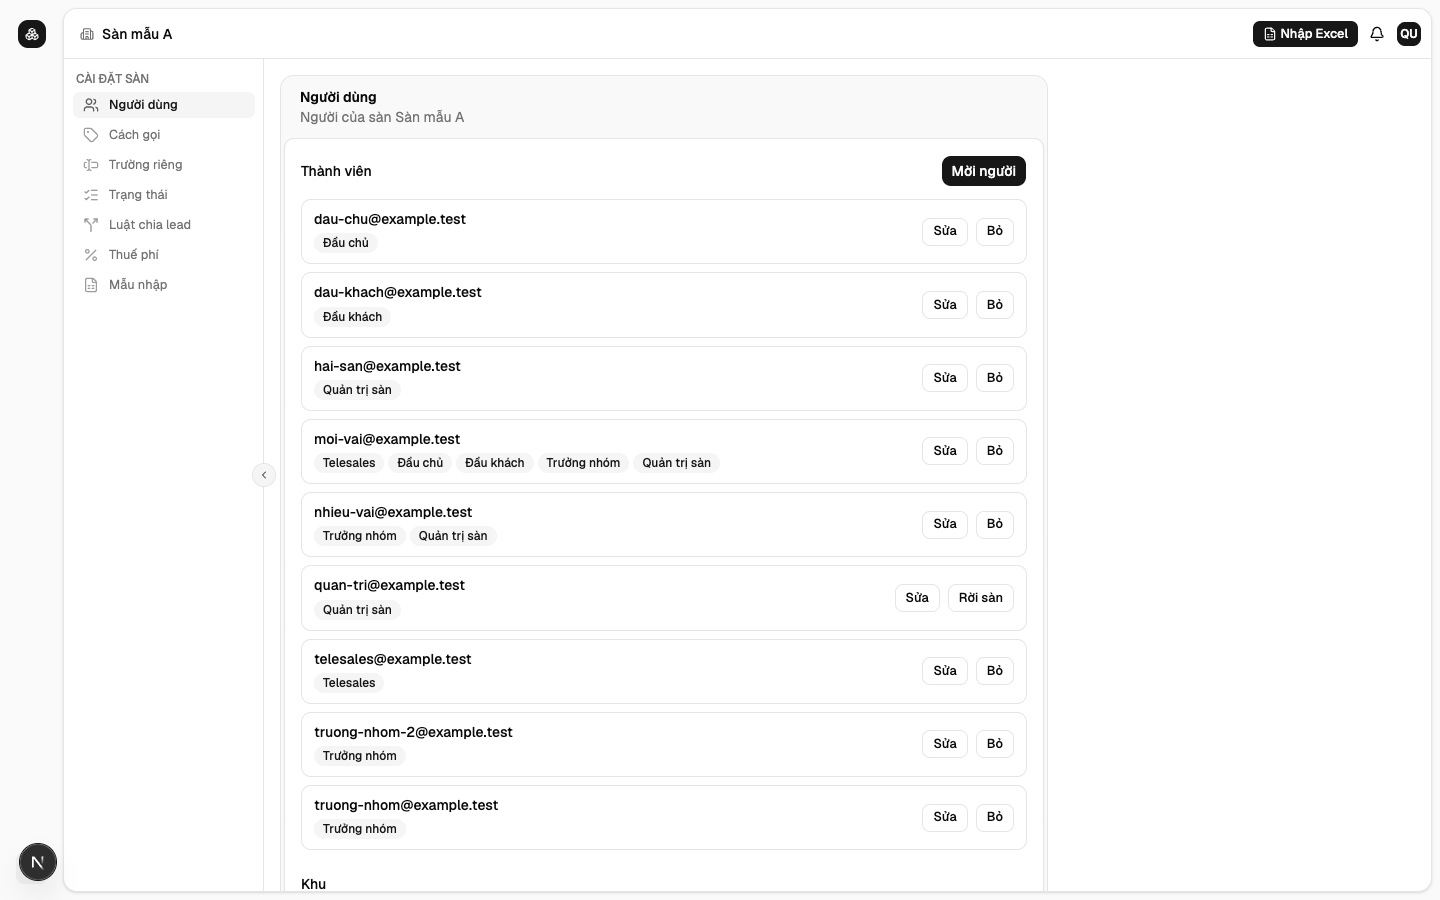 Sàn mẫu A
Nhập Excel
QU
CÀI ĐẶT SÀN
Người dùng
Cách gọi
Trường riêng
Trạng thái
Luật chia lead
Thuế phí
Mẫu nhập
Người dùng
Người của sàn Sàn mẫu A
Thành viên
Mời người
dau-chu@example.test
Đầu chủ
Sửa
Bỏ
dau-khach@example.test
Đầu khách
Sửa
Bỏ
hai-san@example.test
Quản trị sàn
Sửa
Bỏ
moi-vai@example.test
Telesales Đầu chủ Đầu khách Trưởng nhóm Quản trị sàn
Sửa
Bỏ
nhieu-vai@example.test
Trưởng nhóm Quản trị sàn
Sửa
Bỏ
quan-tri@example.test
Quản trị sàn
Sửa
Rời sàn
telesales@example.test
Telesales
Sửa
Bỏ
truong-nhom-2@example.test
Trưởng nhóm
Sửa
Bỏ
truong-nhom@example.test
Trưởng nhóm
Sửa
Bỏ
Khu
N